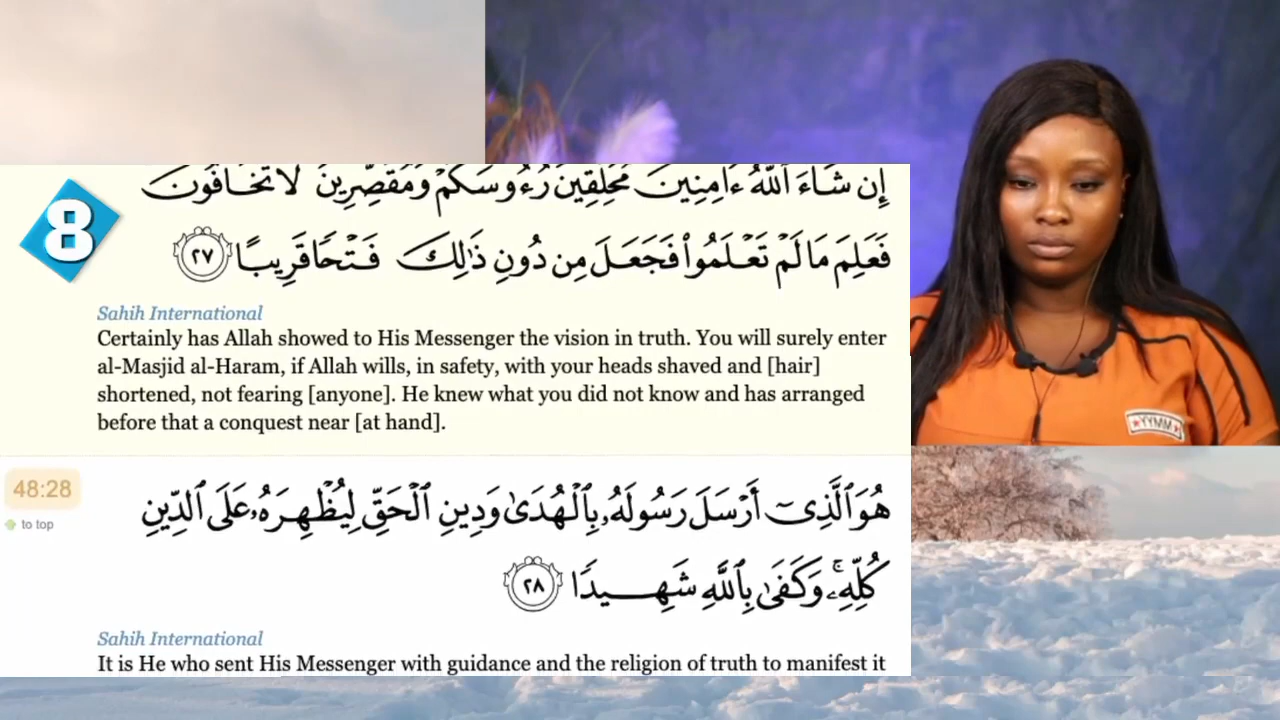 8
إِن شَاءَ ٱللَّهُ ءَامِنِينَ مُحَلِّقِينَ رُءُوسَكُمْ وَمُقَصِّرِينَ لَا تَخَافُونَ
فَعَلِمَ مَا لَمْ تَعْلَمُوا۟ فَجَعَلَ مِن دُونِ ذَٰلِكَ فَتْحًا قَرِيبًا ٢٧
Sahih International
Certainly has Allah showed to His Messenger the vision in truth. You will surely enter
al-Masjid al-Haram, if Allah wills, in safety, with your heads shaved and [hair]
shortened, not fearing [anyone]. He knew what you did not know and has arranged
before that a conquest near [at hand].
48:28
to top
هُوَ ٱلَّذِىٓ أَرْسَلَ رَسُولَهُۥ بِٱلْهُدَىٰ وَدِينِ ٱلْحَقِّ لِيُظْهِرَهُۥ عَلَى ٱلدِّينِ
كُلِّهِۦ ۚ وَكَفَىٰ بِٱللَّهِ شَهِيدًا ٢٨
Sahih International
It is He who sent His Messenger with guidance and the religion of truth to manifest it
YYMM